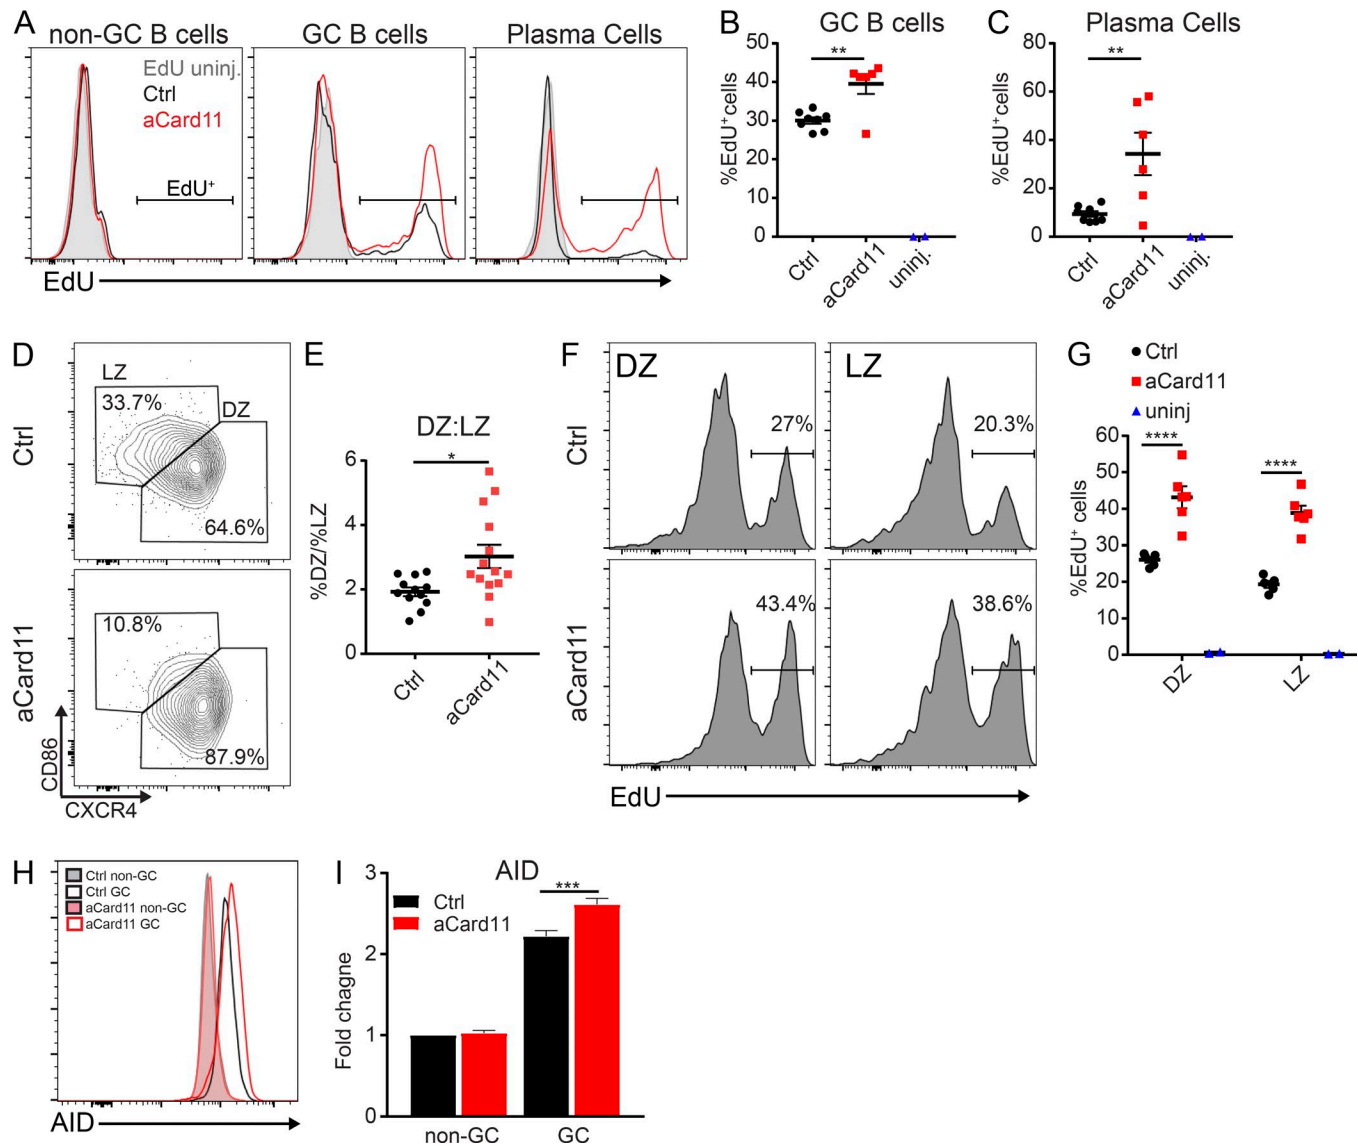 A
non-GC B cells
GC B cells
Plasma Cells
EdU uninj.
Ctrl
aCard11
EdU⁺
EdU
B
GC B cells
**
%EdU⁺cells
50
40
30
20
10
0
Ctrl
aCard11
uninj.
C
Plasma Cells
**
%EdU⁺cells
80
60
40
20
0
Ctrl
aCard11
uninj.
D
Ctrl
LZ
33.7%
DZ
64.6%
aCard11
10.8%
87.9%
CD86
CXCR4
E
DZ:LZ
*
%DZ/%LZ
6
4
2
0
Ctrl
aCard11
F
DZ
LZ
Ctrl
27%
20.3%
aCard11
43.4%
38.6%
EdU
G
Ctrl
aCard11
uninj
%EdU⁺ cells
60
50
40
30
20
10
0
****
****
DZ
LZ
H
Ctrl non-GC
Ctrl GC
aCard11 non-GC
aCard11 GC
AID
I
AID
Ctrl
aCard11
***
Fold chagne
3
2
1
0
non-GC
GC